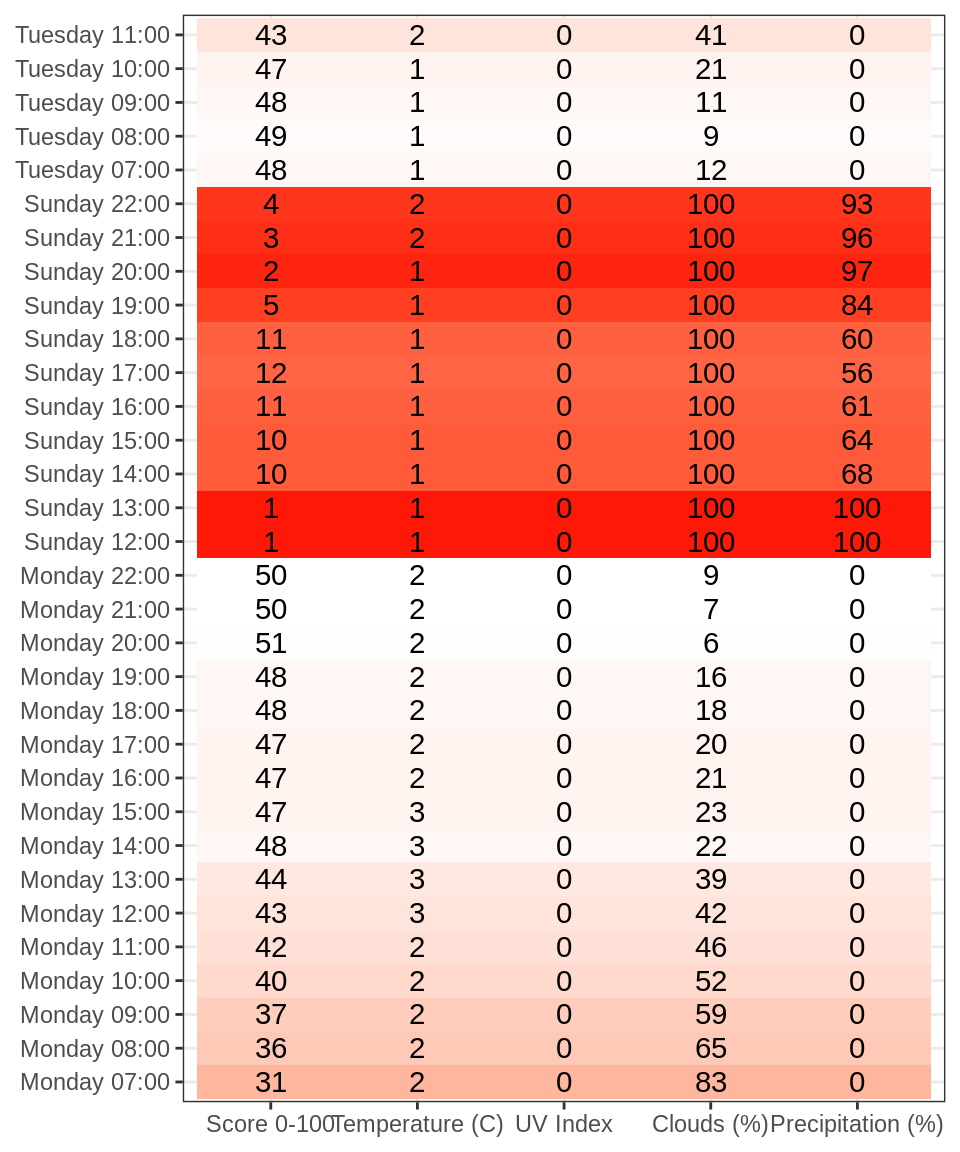 Tuesday 11:00 43 2 0 41 0
Tuesday 10:00 47 1 0 21 0
Tuesday 09:00 48 1 0 11 0
Tuesday 08:00 49 1 0 9 0
Tuesday 07:00 48 1 0 12 0
Sunday 22:00 4 2 0 100 93
Sunday 21:00 3 2 0 100 96
Sunday 20:00 2 1 0 100 97
Sunday 19:00 5 1 0 100 84
Sunday 18:00 11 1 0 100 60
Sunday 17:00 12 1 0 100 56
Sunday 16:00 11 1 0 100 61
Sunday 15:00 10 1 0 100 64
Sunday 14:00 10 1 0 100 68
Sunday 13:00 1 1 0 100 100
Sunday 12:00 1 1 0 100 100
Monday 22:00 50 2 0 9 0
Monday 21:00 50 2 0 7 0
Monday 20:00 51 2 0 6 0
Monday 19:00 48 2 0 16 0
Monday 18:00 48 2 0 18 0
Monday 17:00 47 2 0 20 0
Monday 16:00 47 2 0 21 0
Monday 15:00 47 3 0 23 0
Monday 14:00 48 3 0 22 0
Monday 13:00 44 3 0 39 0
Monday 12:00 43 3 0 42 0
Monday 11:00 42 2 0 46 0
Monday 10:00 40 2 0 52 0
Monday 09:00 37 2 0 59 0
Monday 08:00 36 2 0 65 0
Monday 07:00 31 2 0 83 0
Score 0-100 Temperature (C) UV Index Clouds (%) Precipitation (%)